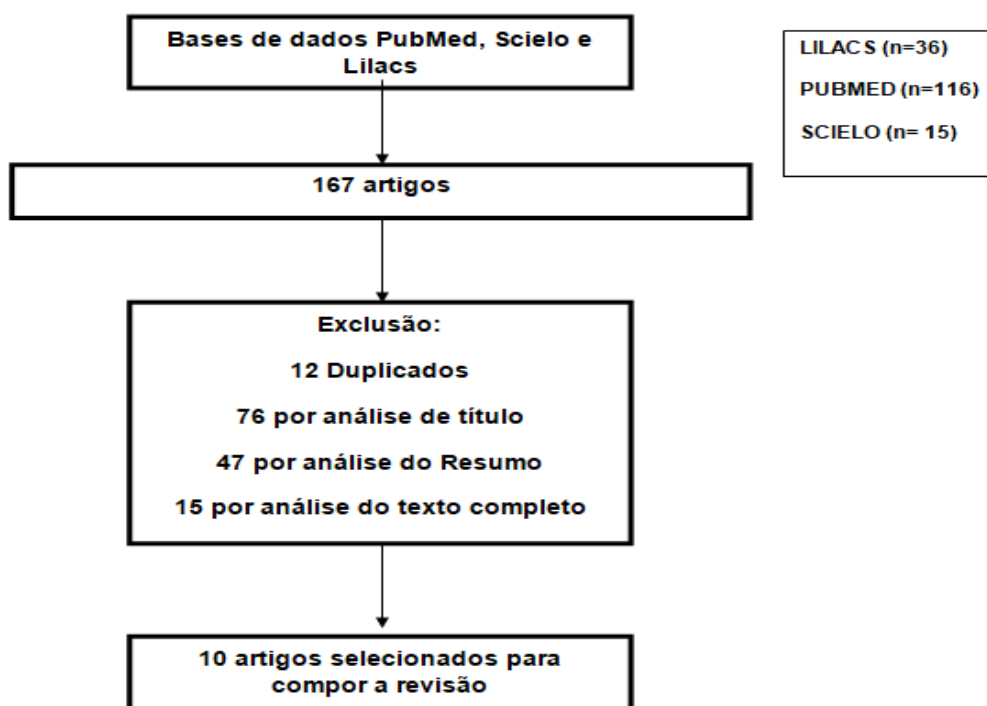 Bases de dados PubMed, Scielo e
Lilacs
LILACS (n=36)
PUBMED (n=116)
SCIELO (n= 15)
167 artigos
Exclusão:
12 Duplicados
76 por análise de título
47 por análise do Resumo
15 por análise do texto completo
10 artigos selecionados para
compor a revisão